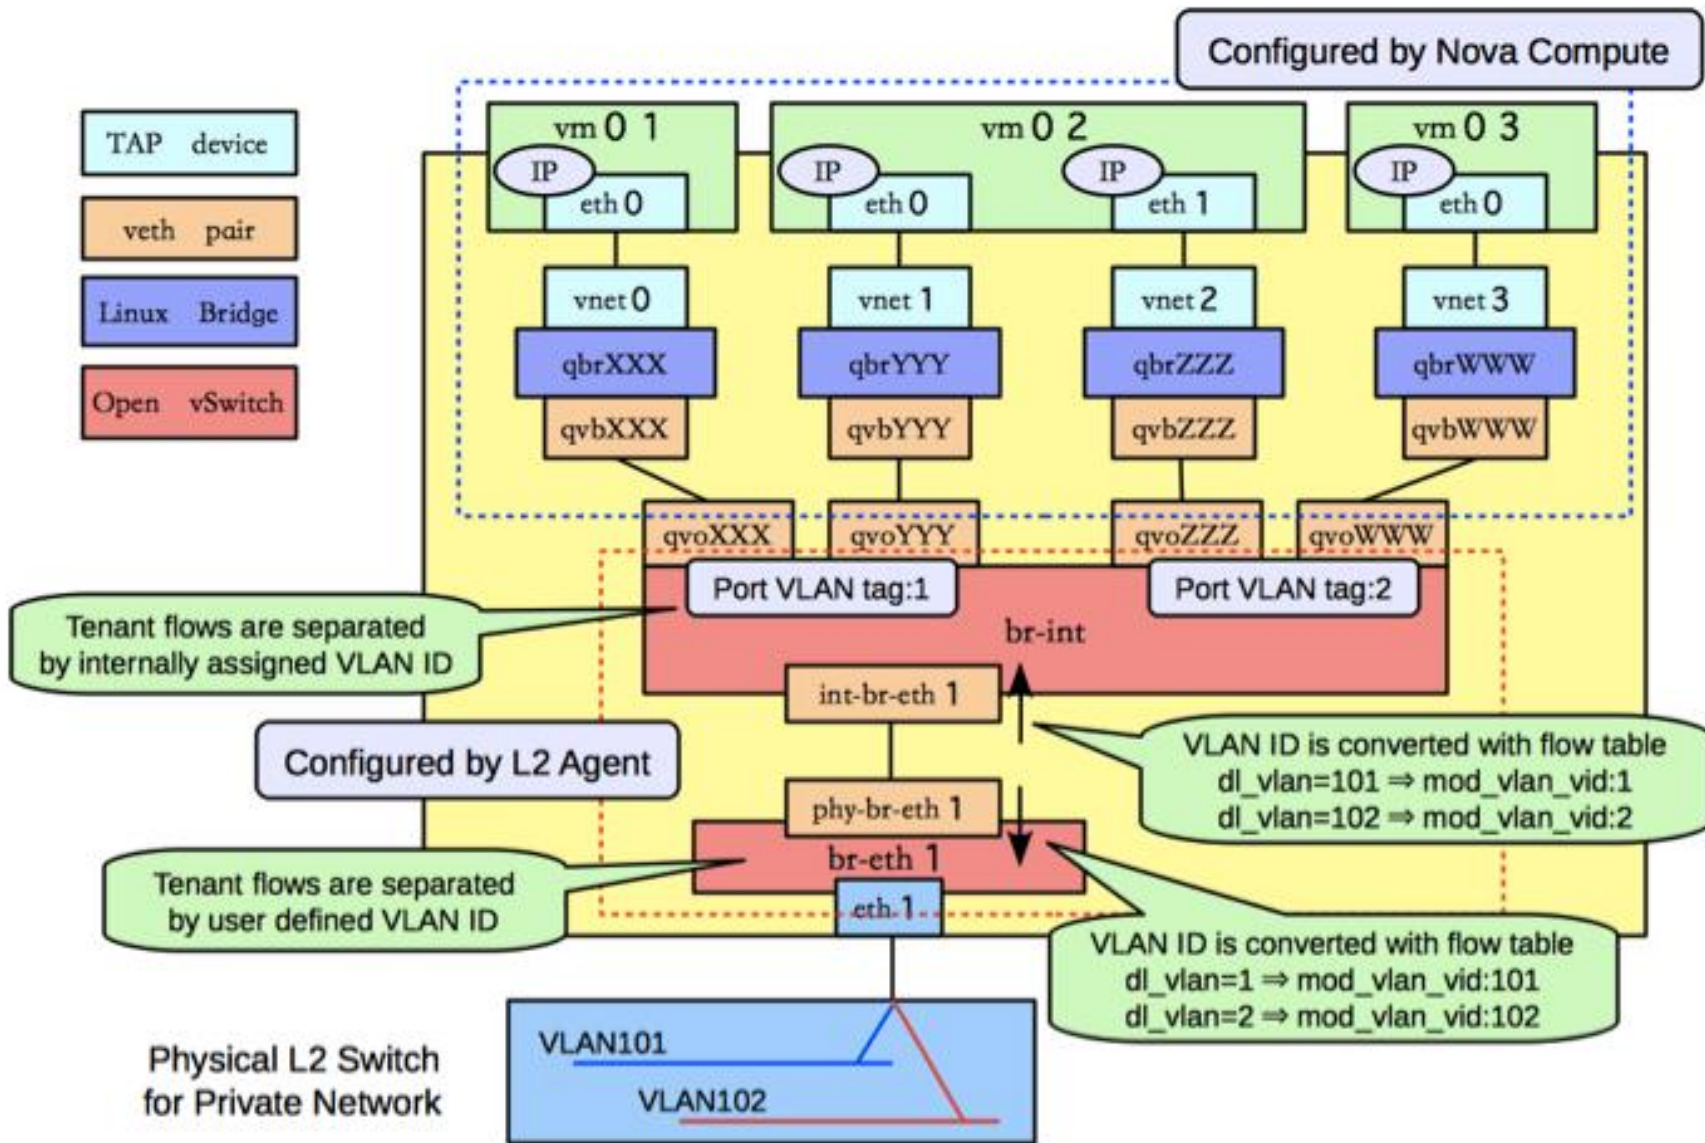 Configured by Nova Compute
TAP device
veth pair
Linux Bridge
Open vSwitch
vm 0 1
vm 0 2
vm 0 3
IP
IP
IP
IP
eth 0
eth 0
eth 1
eth 0
vnet 0
vnet 1
vnet 2
vnet 3
qbrXXX
qbrYYY
qbrZZZ
qbrWWW
qvbXXX
qvbYYY
qvbZZZ
qvbWWW
qvoXXX
qvoYYY
qvoZZZ
qvoWWW
Port VLAN tag:1
Port VLAN tag:2
br-int
Tenant flows are separated
by internally assigned VLAN ID
int-br-eth 1
Configured by L2 Agent
VLAN ID is converted with flow table
dl_vlan=101 ⇒ mod_vlan_vid:1
dl_vlan=102 ⇒ mod_vlan_vid:2
phy-br-eth 1
br-eth 1
Tenant flows are separated
by user defined VLAN ID
eth 1
VLAN ID is converted with flow table
dl_vlan=1 ⇒ mod_vlan_vid:101
dl_vlan=2 ⇒ mod_vlan_vid:102
Physical L2 Switch
for Private Network
VLAN101
VLAN102